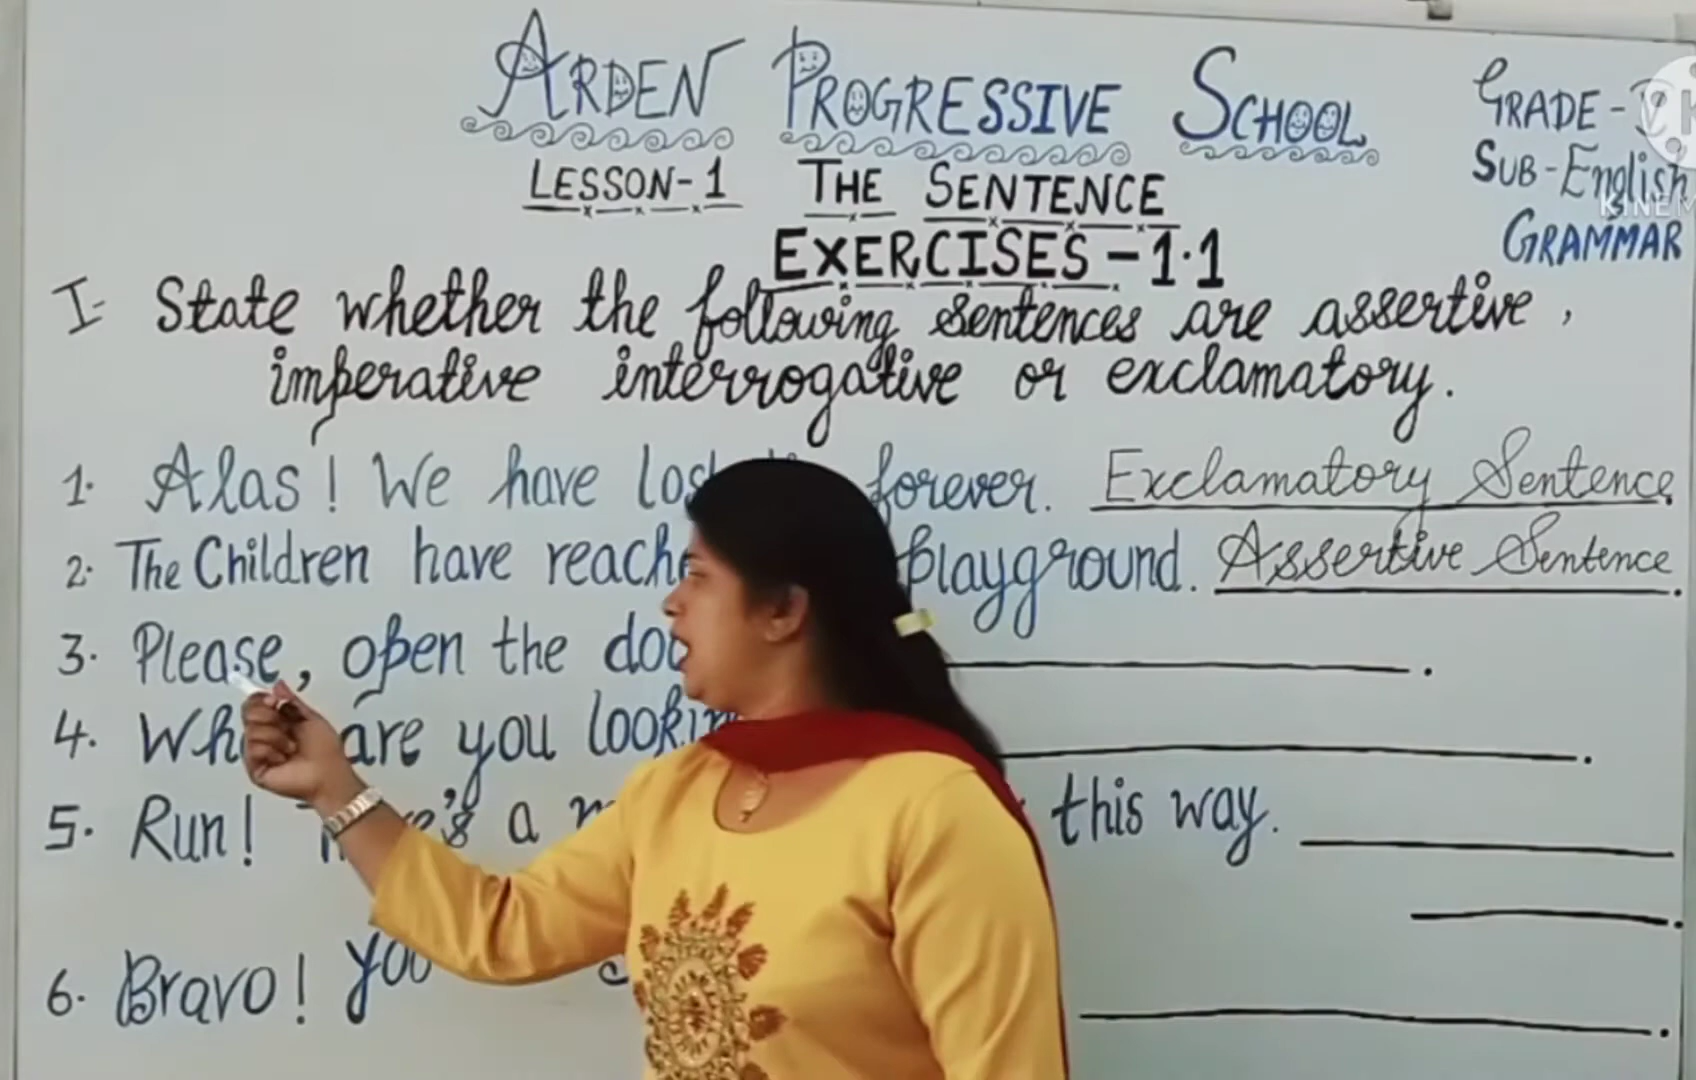 ARDEN PROGRESSIVE SCHOOL
GRADE-
SUB-English
GRAMMAR
LESSON-1 THE SENTENCE
EXERCISES-1.1
I- State whether the following sentences are assertive,
imperative interrogative or exclamatory.
1. Alas! We have forever. Exclamatory Sentence.
2. The Children have playground. Assertive Sentence.
3. Please, open the
4. are you
5. Run! a this way.
6. Bravo!